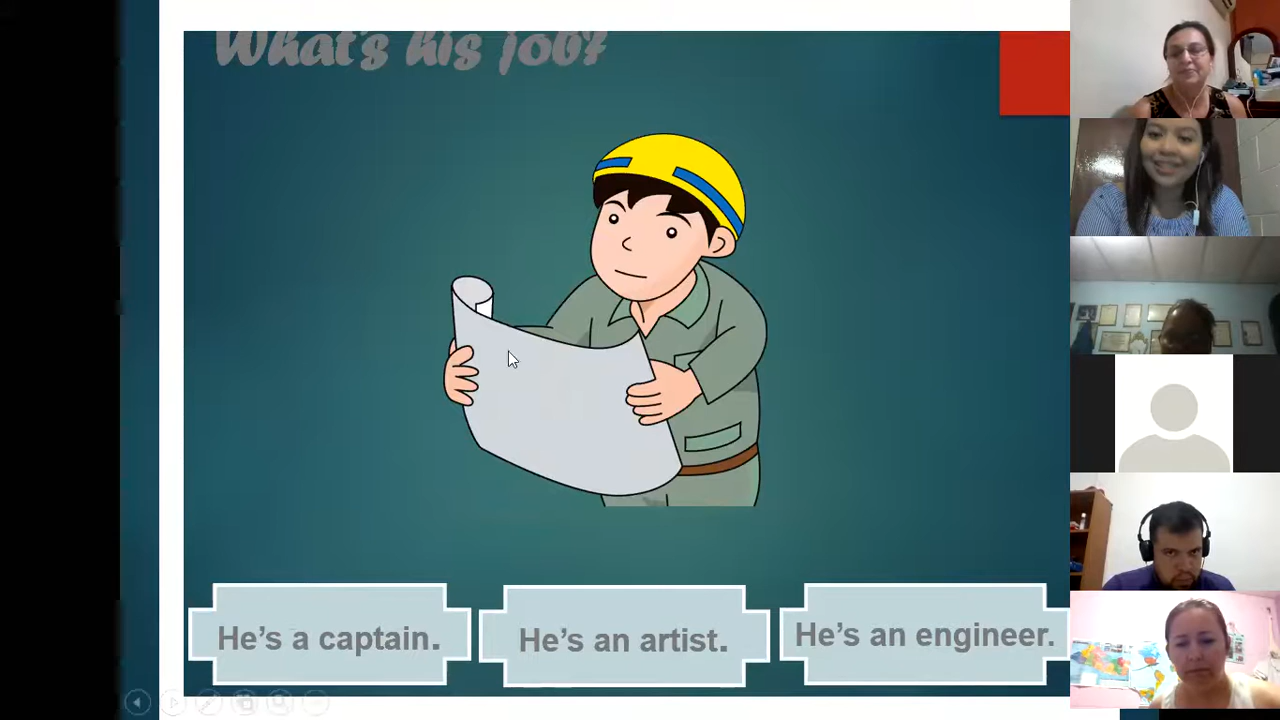 What's his job?
He's a captain.
He's an artist.
He's an engineer.